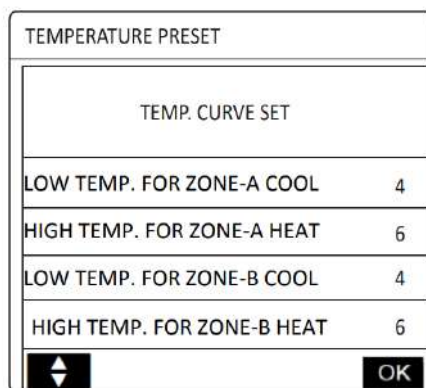 TEMPERATURE PRESET
TEMP. CURVE SET
LOW TEMP. FOR ZONE-A COOL 4
HIGH TEMP. FOR ZONE-A HEAT 6
LOW TEMP. FOR ZONE-B COOL 4
HIGH TEMP. FOR ZONE-B HEAT 6
OK